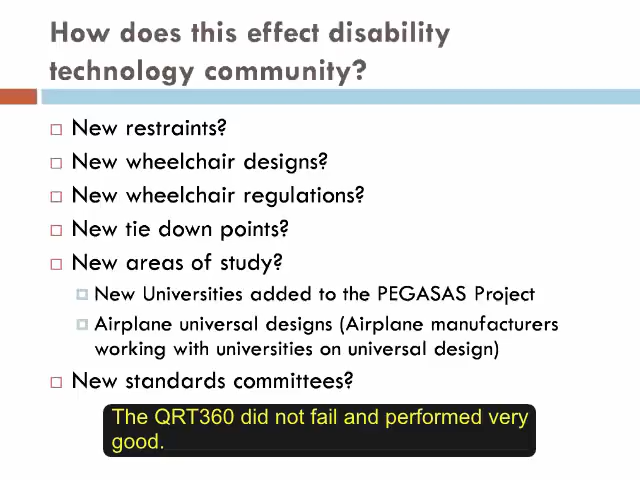 How does this effect disability
technology community?
New restraints?
New wheelchair designs?
New wheelchair regulations?
New tie down points?
New areas of study?
New Universities added to the PEGASAS Project
Airplane universal designs (Airplane manufacturers
working with universities on universal design)
New standards committees?
The QRT360 did not fail and performed very
good.